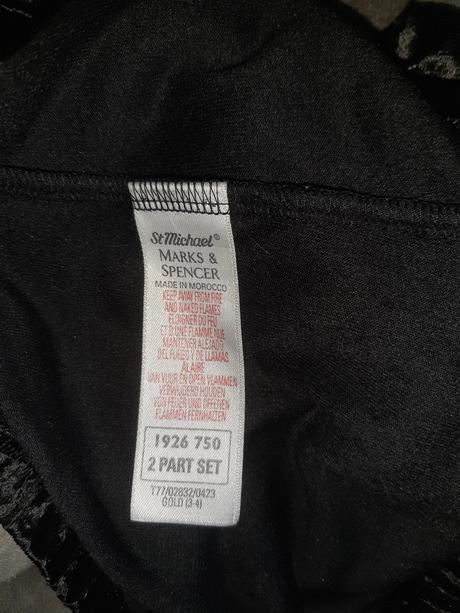 St Michael®
MARKS &
SPENCER
MADE IN MOROCCO
KEEP AWAY FROM FIRE
AND NAKED FLAMES
ELOIGNER DU FEU
ET D'UNE FLAMME NUE
MANTENER ALEJADO
DEL FUEGO Y DE LLAMAS
AL AIRE
VAN VUUR EN OPEN VLAMMEN
VERWIJDERD HOUDEN
VON FEUER UND OFFENEN
FLAMMEN FERNHALTEN
1926 750
2 PART SET
T77/02832/0423
GOLD (3-4)